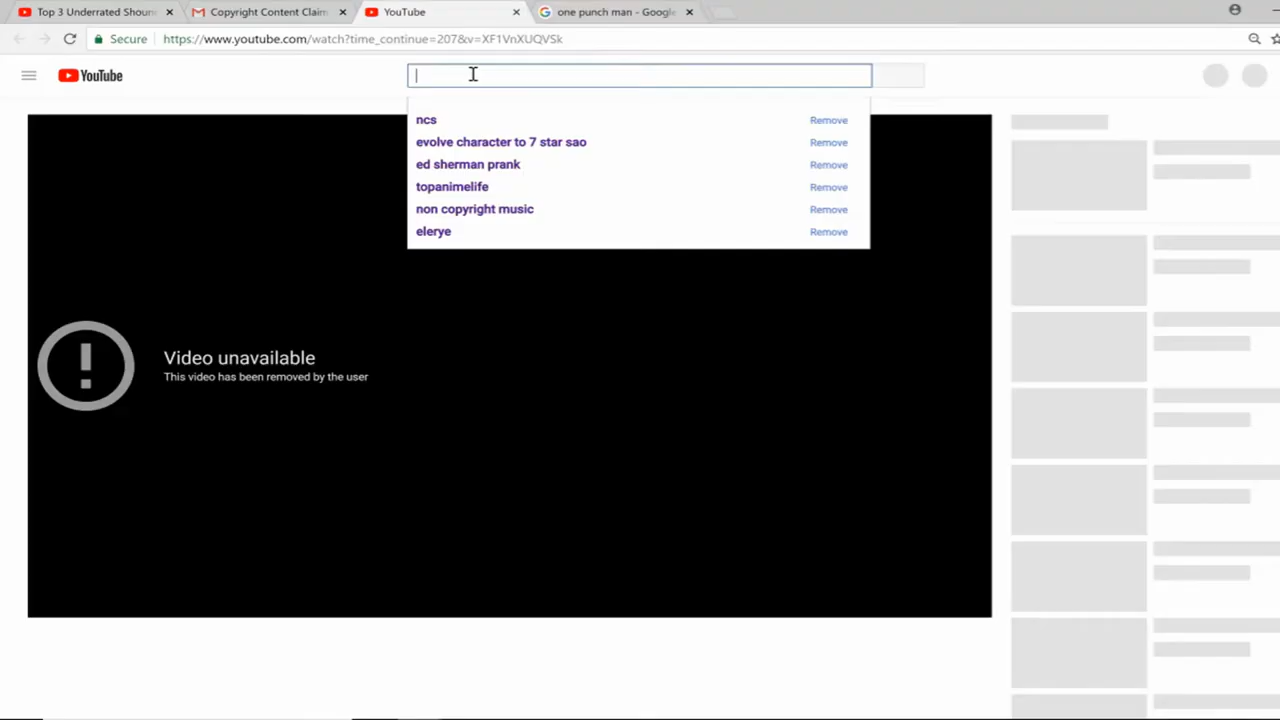 Top 3 Underrated Shoun
Copyright Content Claim
YouTube
one punch man - Google
Secure
https://www.youtube.com/watch?time_continue=207&v=XF1VnXUQVSk
YouTube
ncs Remove
evolve character to 7 star sao Remove
ed sherman prank Remove
topanimelife Remove
non copyright music Remove
elerye Remove
Video unavailable
This video has been removed by the user